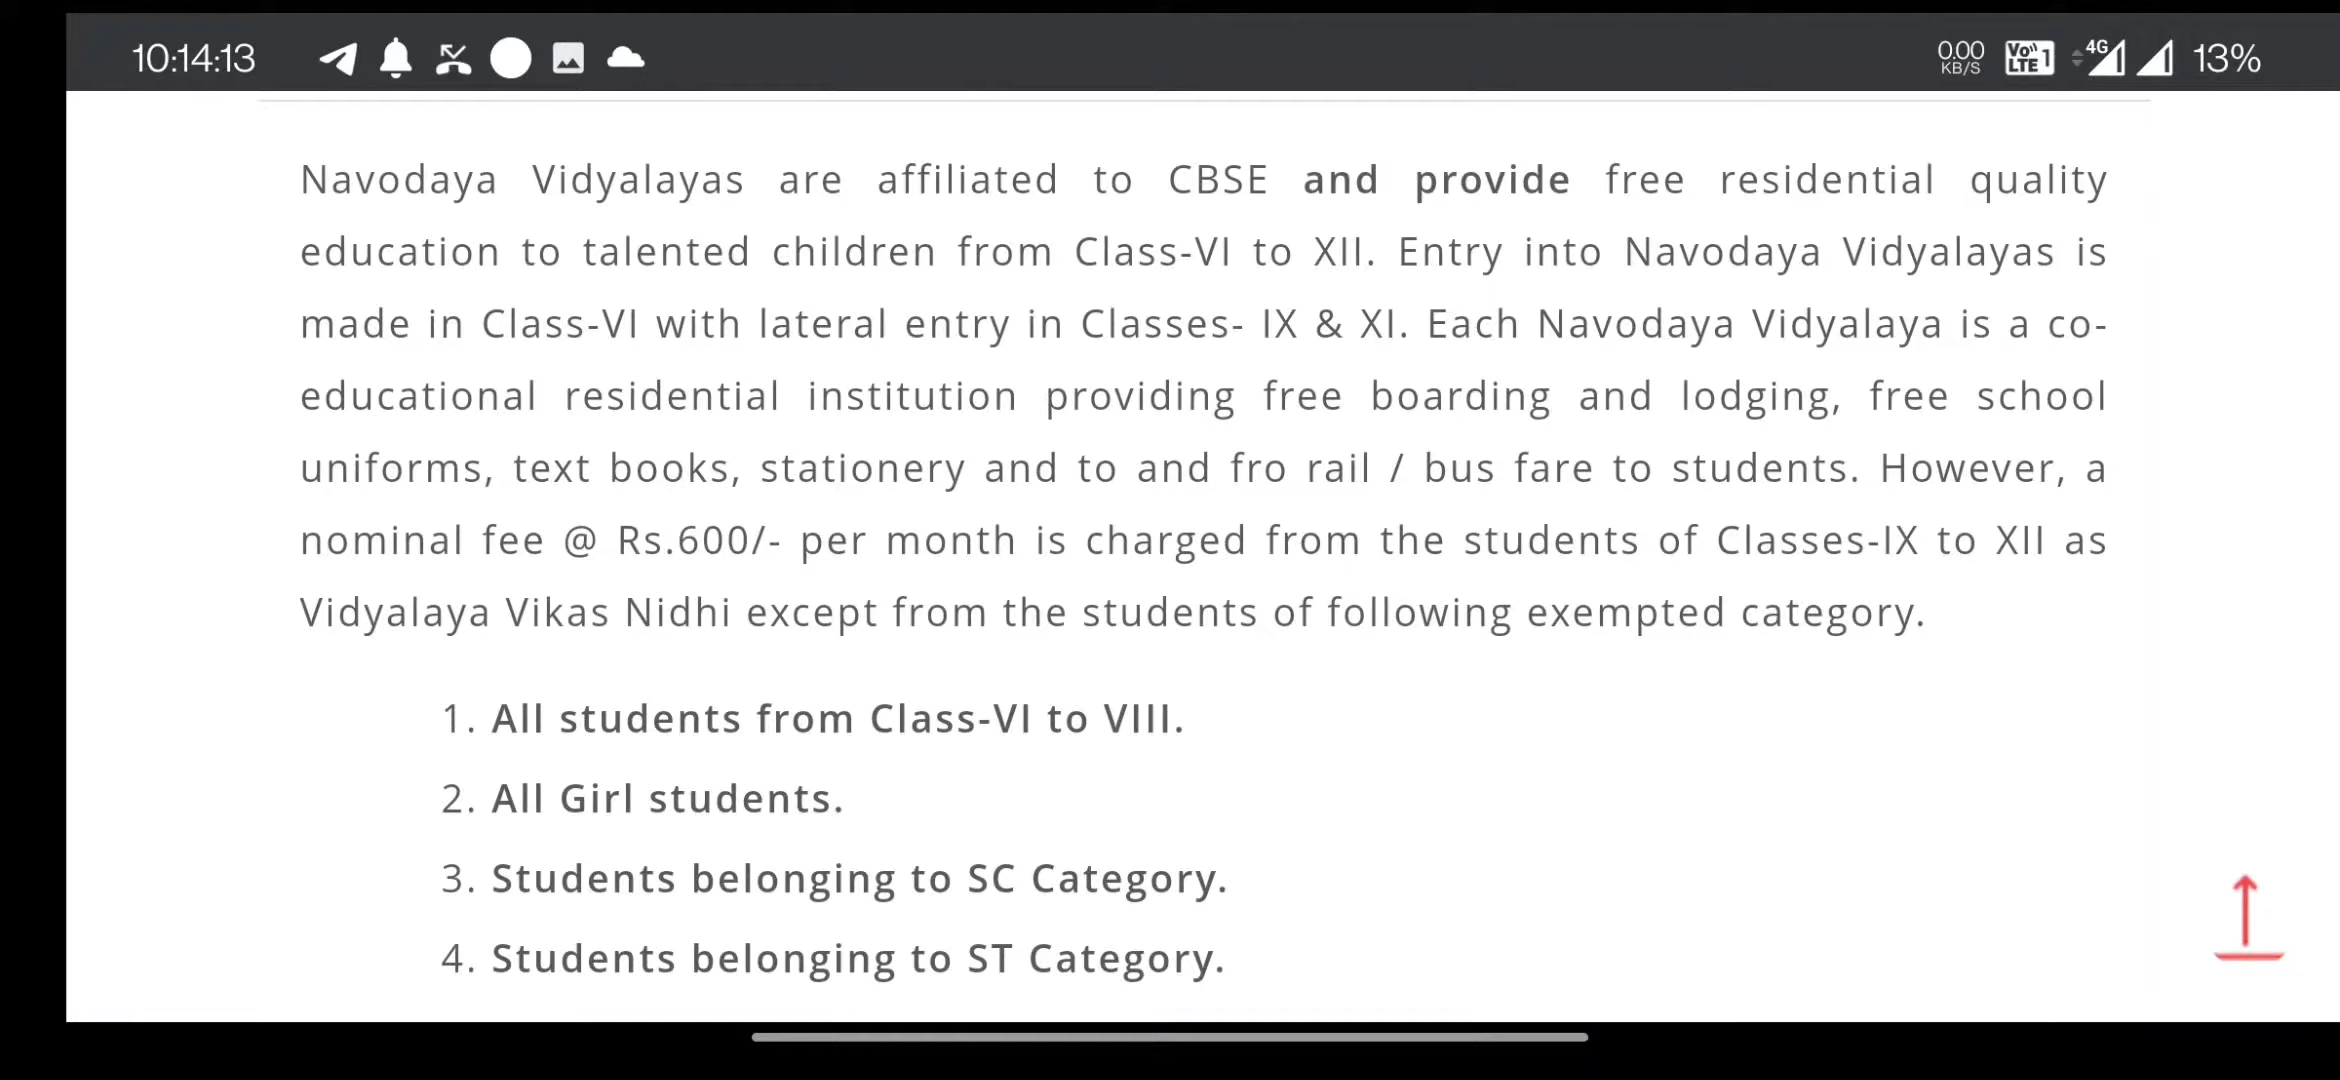 10:14:13 0.00 KB/S Vo)) LTE 1 4G 13%
Navodaya Vidyalayas are affiliated to CBSE and provide free residential quality
education to talented children from Class-VI to XII. Entry into Navodaya Vidyalayas is
made in Class-VI with lateral entry in Classes- IX & XI. Each Navodaya Vidyalaya is a co-
educational residential institution providing free boarding and lodging, free school
uniforms, text books, stationery and to and fro rail / bus fare to students. However, a
nominal fee @ Rs.600/- per month is charged from the students of Classes-IX to XII as
Vidyalaya Vikas Nidhi except from the students of following exempted category.
1. All students from Class-VI to VIII.
2. All Girl students.
3. Students belonging to SC Category.
4. Students belonging to ST Category.